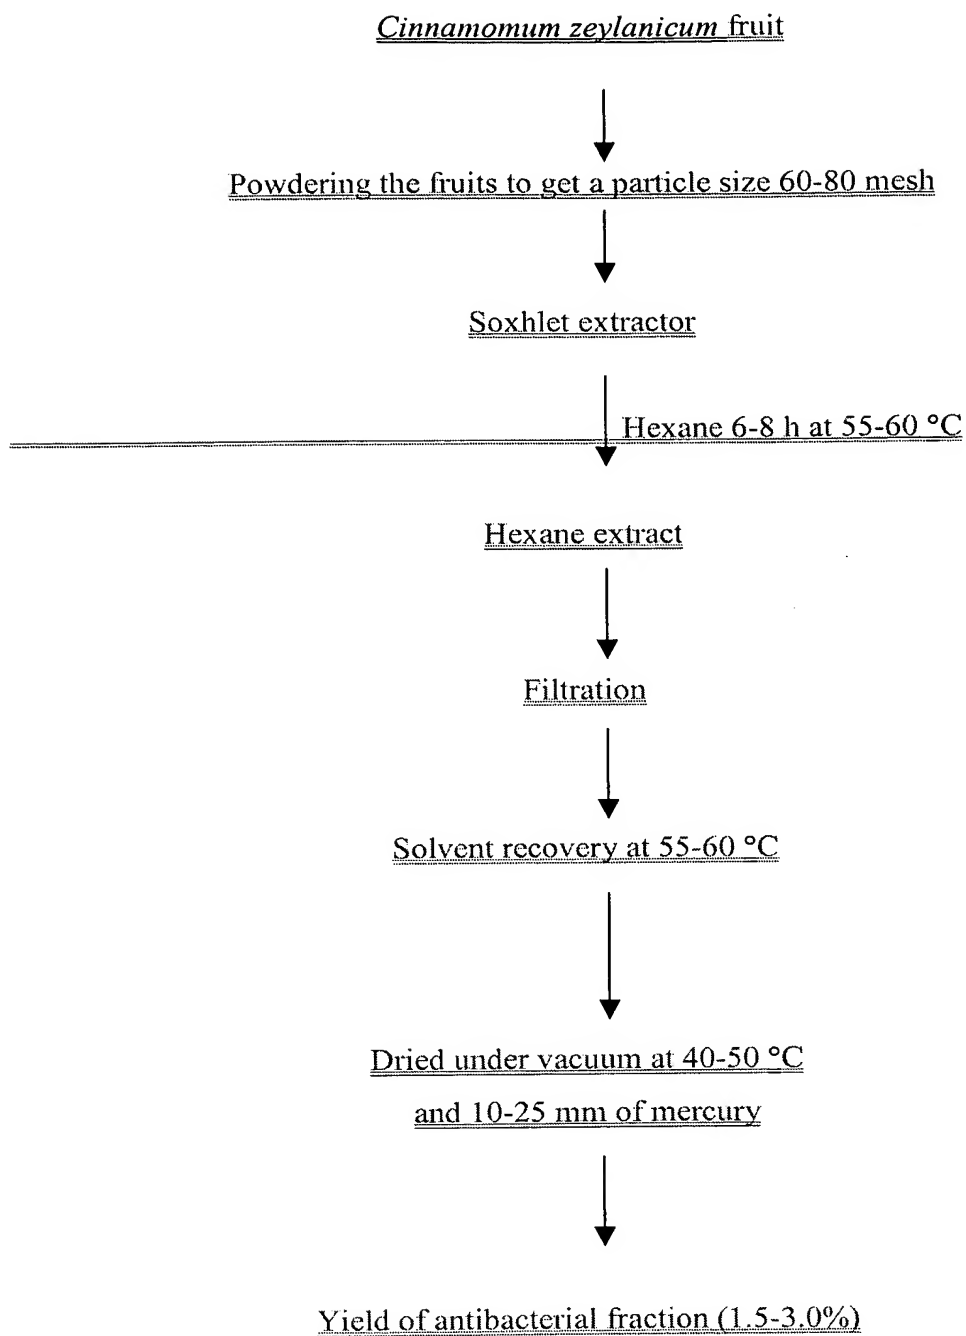 Cinnamomum zeylanicum fruit
Powdering the fruits to get a particle size 60-80 mesh
Soxhlet extractor
Hexane 6-8 h at 55-60 °C
Hexane extract
Filtration
Solvent recovery at 55-60 °C
Dried under vacuum at 40-50 °C
and 10-25 mm of mercury
Yield of antibacterial fraction (1.5-3.0%)